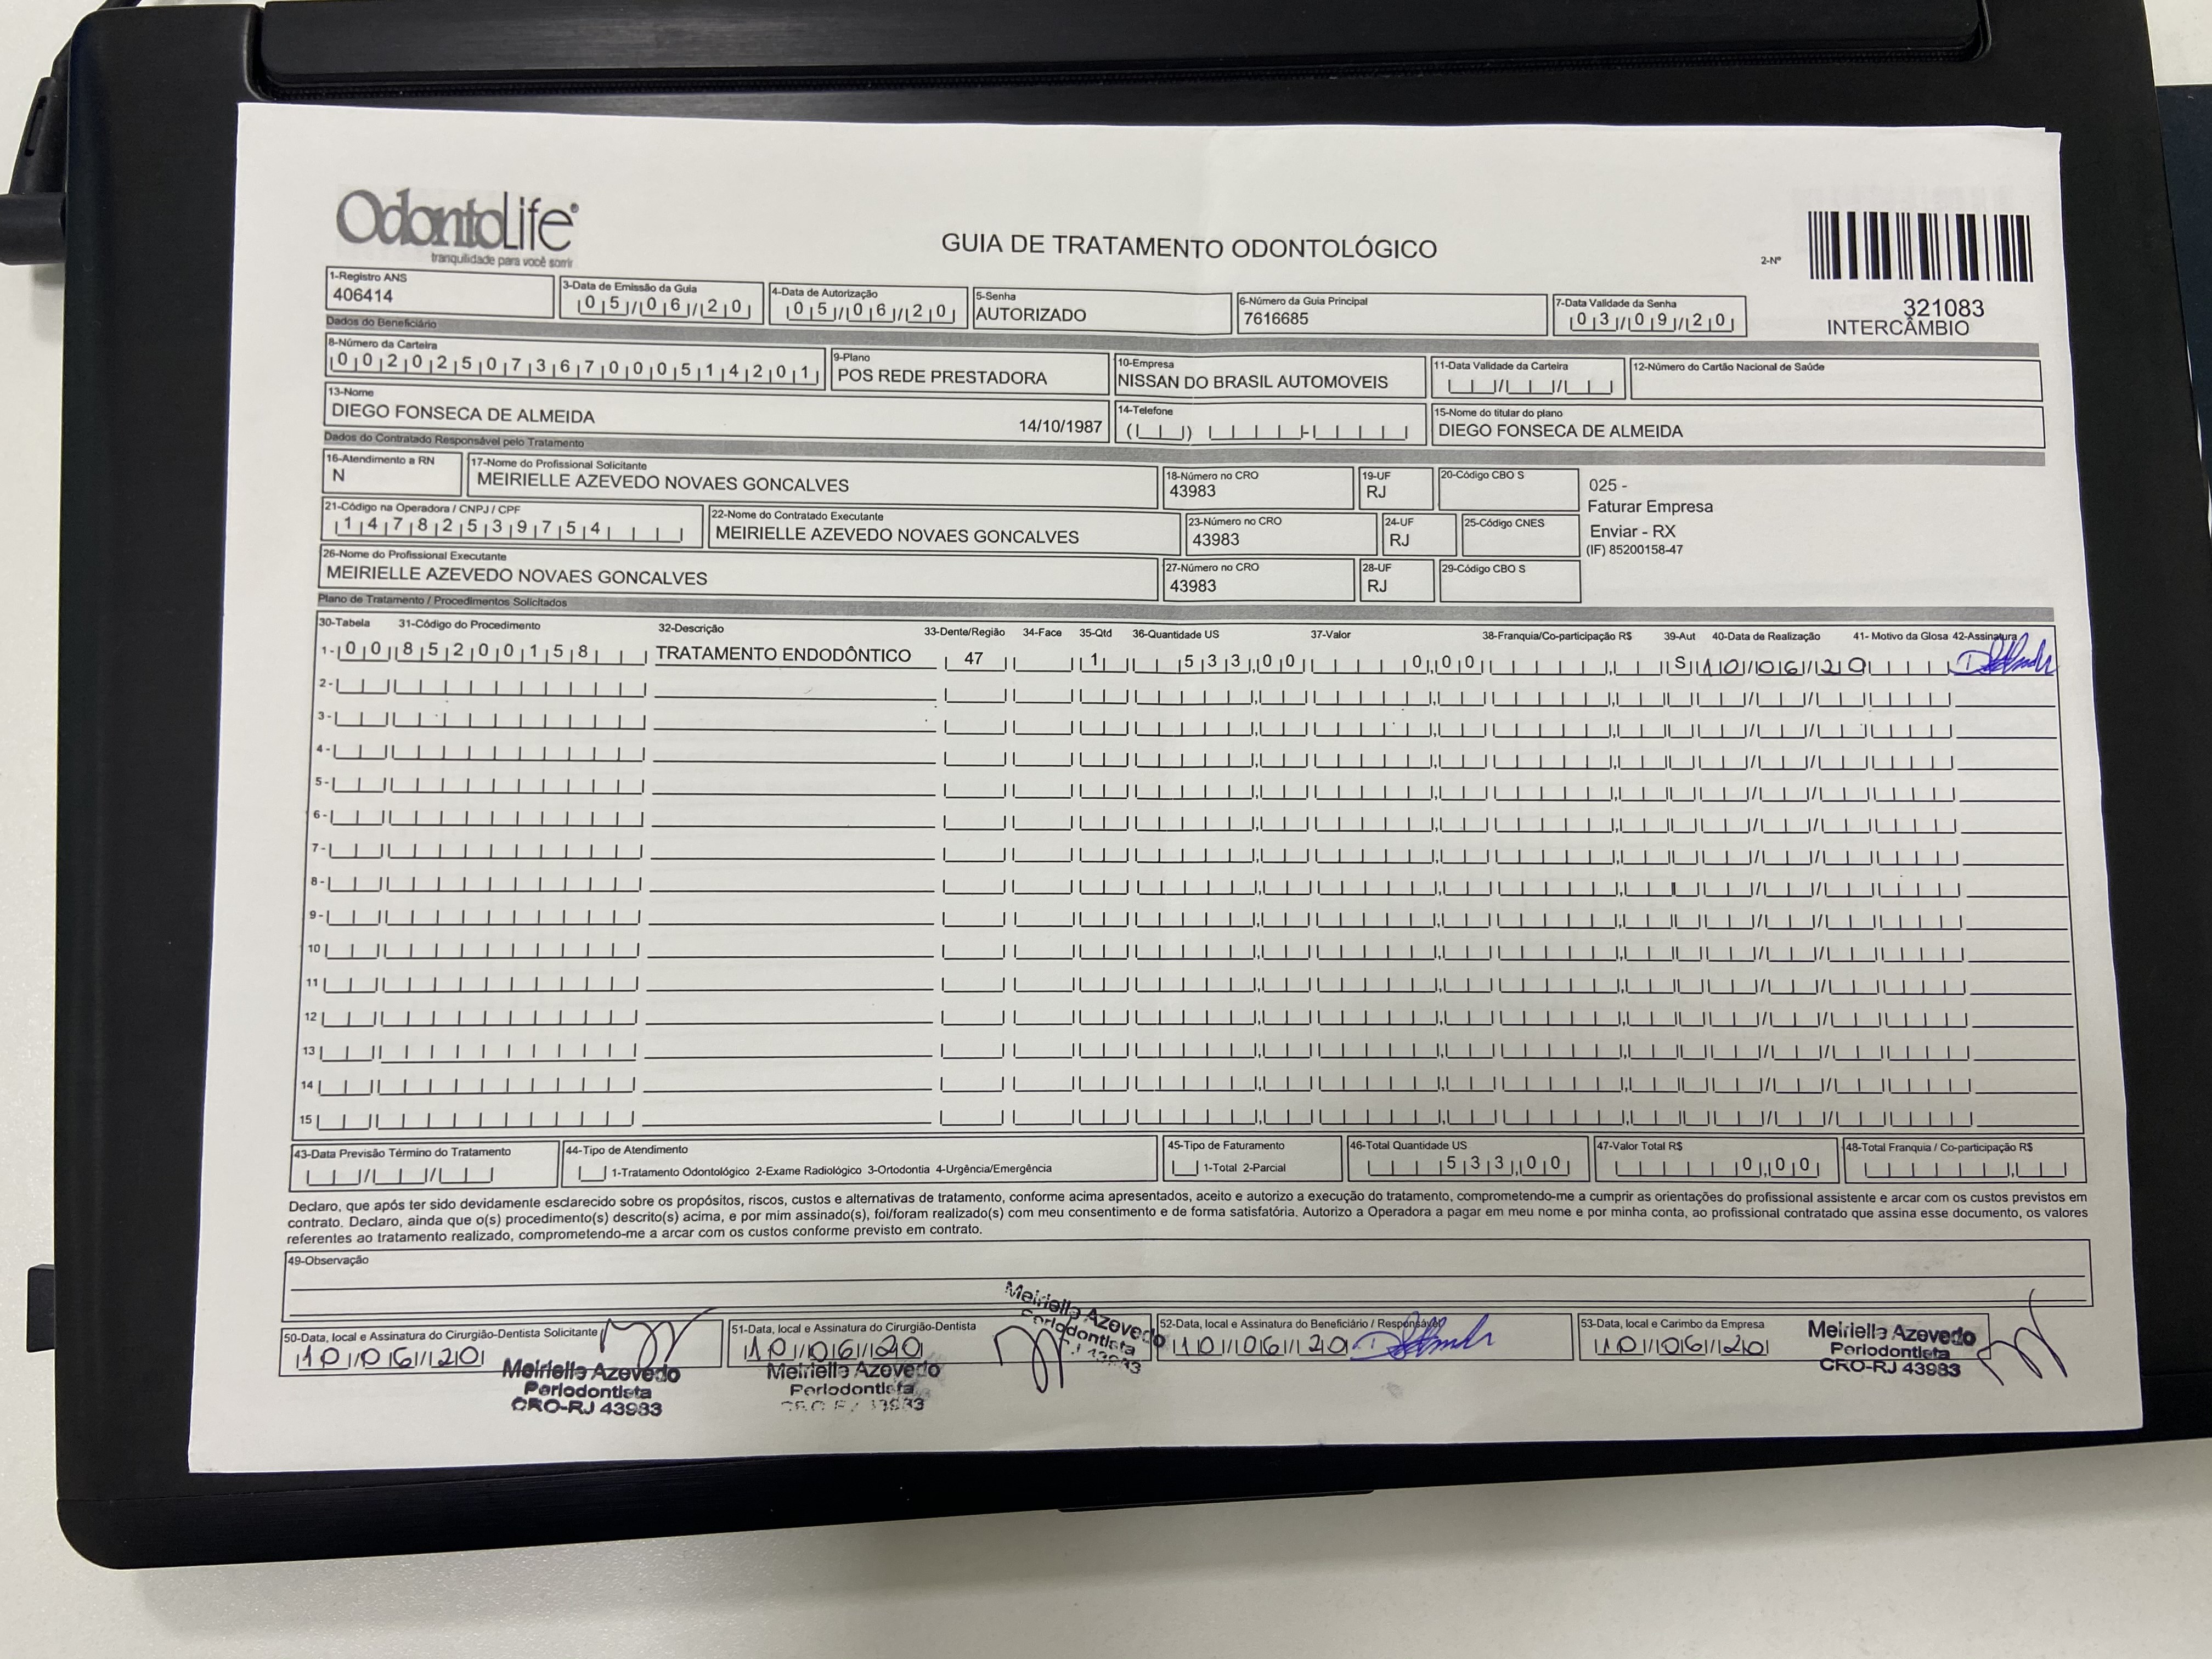 OdontoLife®
tranquilidade para você sorrir
GUIA DE TRATAMENTO ODONTOLÓGICO
2-Nº
321083
INTERCÂMBIO
1-Registro ANS
406414
3-Data de Emissão da Guia
05/06/20
4-Data de Autorização
05/06/20
5-Senha
AUTORIZADO
6-Número da Guia Principal
7616685
7-Data Validade da Senha
03/09/20
Dados do Beneficiário
8-Número da Carteira
00202507367000514201
9-Plano
POS REDE PRESTADORA
10-Empresa
NISSAN DO BRASIL AUTOMOVEIS
11-Data Validade da Carteira
12-Número do Cartão Nacional de Saúde
13-Nome
DIEGO FONSECA DE ALMEIDA 14/10/1987
14-Telefone
15-Nome do titular do plano
DIEGO FONSECA DE ALMEIDA
Dados do Contratado Responsável pelo Tratamento
16-Atendimento a RN
N
17-Nome do Profissional Solicitante
MEIRIELLE AZEVEDO NOVAES GONCALVES
18-Número no CRO
43983
19-UF
RJ
20-Código CBO S
025 -
Faturar Empresa
Enviar - RX
(IF) 85200158-47
21-Código na Operadora / CNPJ / CPF
14782539754
22-Nome do Contratado Executante
MEIRIELLE AZEVEDO NOVAES GONCALVES
23-Número no CRO
43983
24-UF
RJ
25-Código CNES
26-Nome do Profissional Executante
MEIRIELLE AZEVEDO NOVAES GONCALVES
27-Número no CRO
43983
28-UF
RJ
29-Código CBO S
Plano de Tratamento / Procedimentos Solicitados
30-Tabela 31-Código do Procedimento 32-Descrição 33-Dente/Região 34-Face 35-Qtd 36-Quantidade US 37-Valor 38-Franquia/Co-participação R$ 39-Aut 40-Data de Realização 41- Motivo da Glosa 42-Assinatura
1- 00 85200158 TRATAMENTO ENDODÔNTICO 47 1 533,00 0,00 S 10/06/20
2-
3-
4-
5-
6-
7-
8-
9-
10
11
12
13
14
15
43-Data Previsão Término do Tratamento
44-Tipo de Atendimento
1-Tratamento Odontológico 2-Exame Radiológico 3-Ortodontia 4-Urgência/Emergência
45-Tipo de Faturamento
1-Total 2-Parcial
46-Total Quantidade US
533,00
47-Valor Total R$
0,00
48-Total Franquia / Co-participação R$
Declaro, que após ter sido devidamente esclarecido sobre os propósitos, riscos, custos e alternativas de tratamento, conforme acima apresentados, aceito e autorizo a execução do tratamento, comprometendo-me a cumprir as orientações do profissional assistente e arcar com os custos previstos em
contrato. Declaro, ainda que o(s) procedimento(s) descrito(s) acima, e por mim assinado(s), foi/foram realizado(s) com meu consentimento e de forma satisfatória. Autorizo a Operadora a pagar em meu nome e por minha conta, ao profissional contratado que assina esse documento, os valores
referentes ao tratamento realizado, comprometendo-me a arcar com os custos conforme previsto em contrato.
49-Observação
50-Data, local e Assinatura do Cirurgião-Dentista Solicitante
10/06/20
Meirielle Azevedo
Periodontista
CRO-RJ 43983
51-Data, local e Assinatura do Cirurgião-Dentista
10/06/20
Meirielle Azevedo
Periodontista
CRO-RJ 43983
Meirielle Azevedo
Periodontista
43983
52-Data, local e Assinatura do Beneficiário / Responsável
10/06/20
53-Data, local e Carimbo da Empresa
10/06/20
Meirielle Azevedo
Periodontista
CRO-RJ 43983